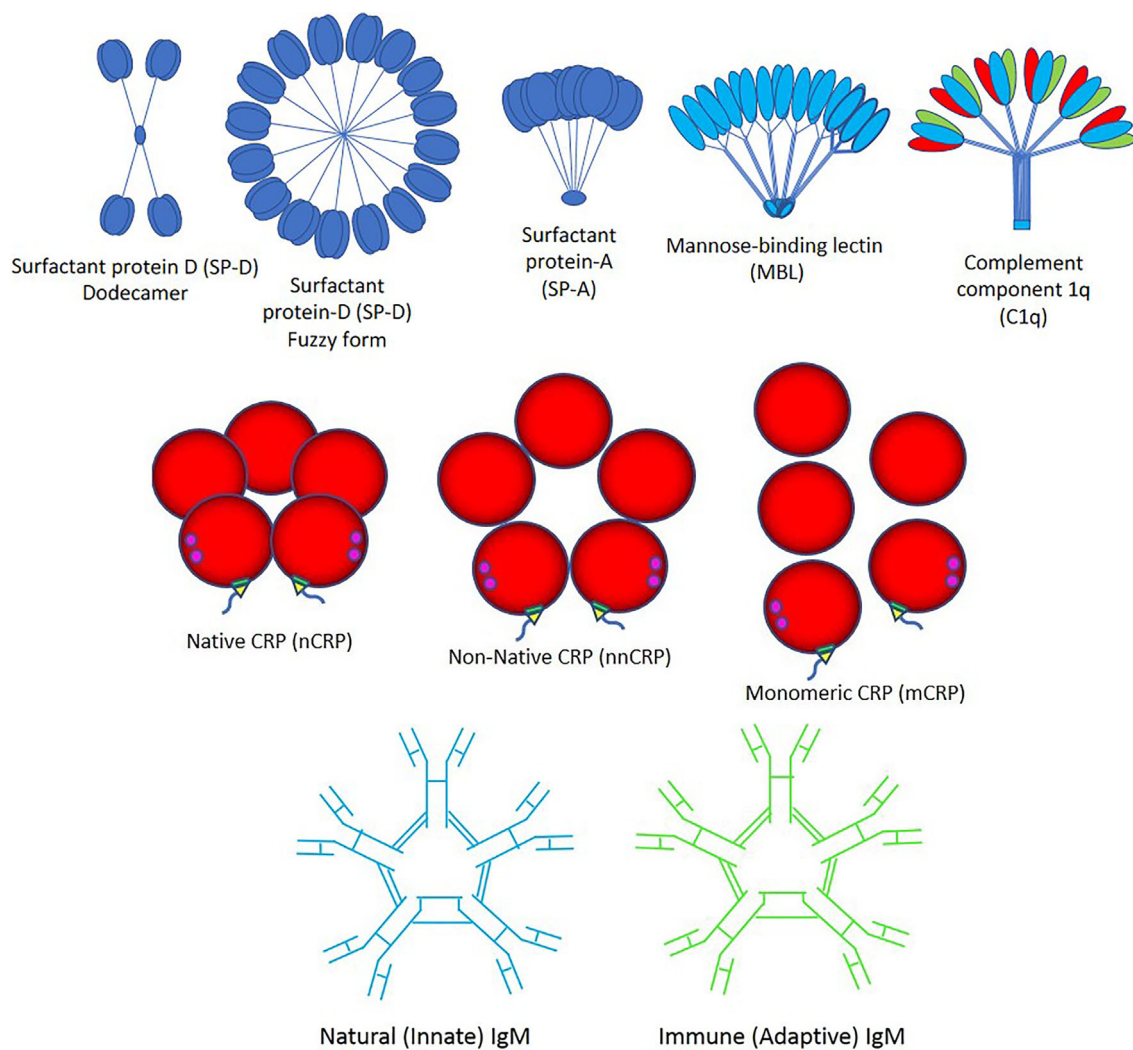 Surfactant protein D (SP-D)
Dodecamer
Surfactant
protein-D (SP-D)
Fuzzy form
Surfactant
protein-A
(SP-A)
Mannose-binding lectin
(MBL)
Complement
component 1q
(C1q)
Native CRP (nCRP)
Non-Native CRP (nnCRP)
Monomeric CRP (mCRP)
Natural (Innate) IgM
Immune (Adaptive) IgM